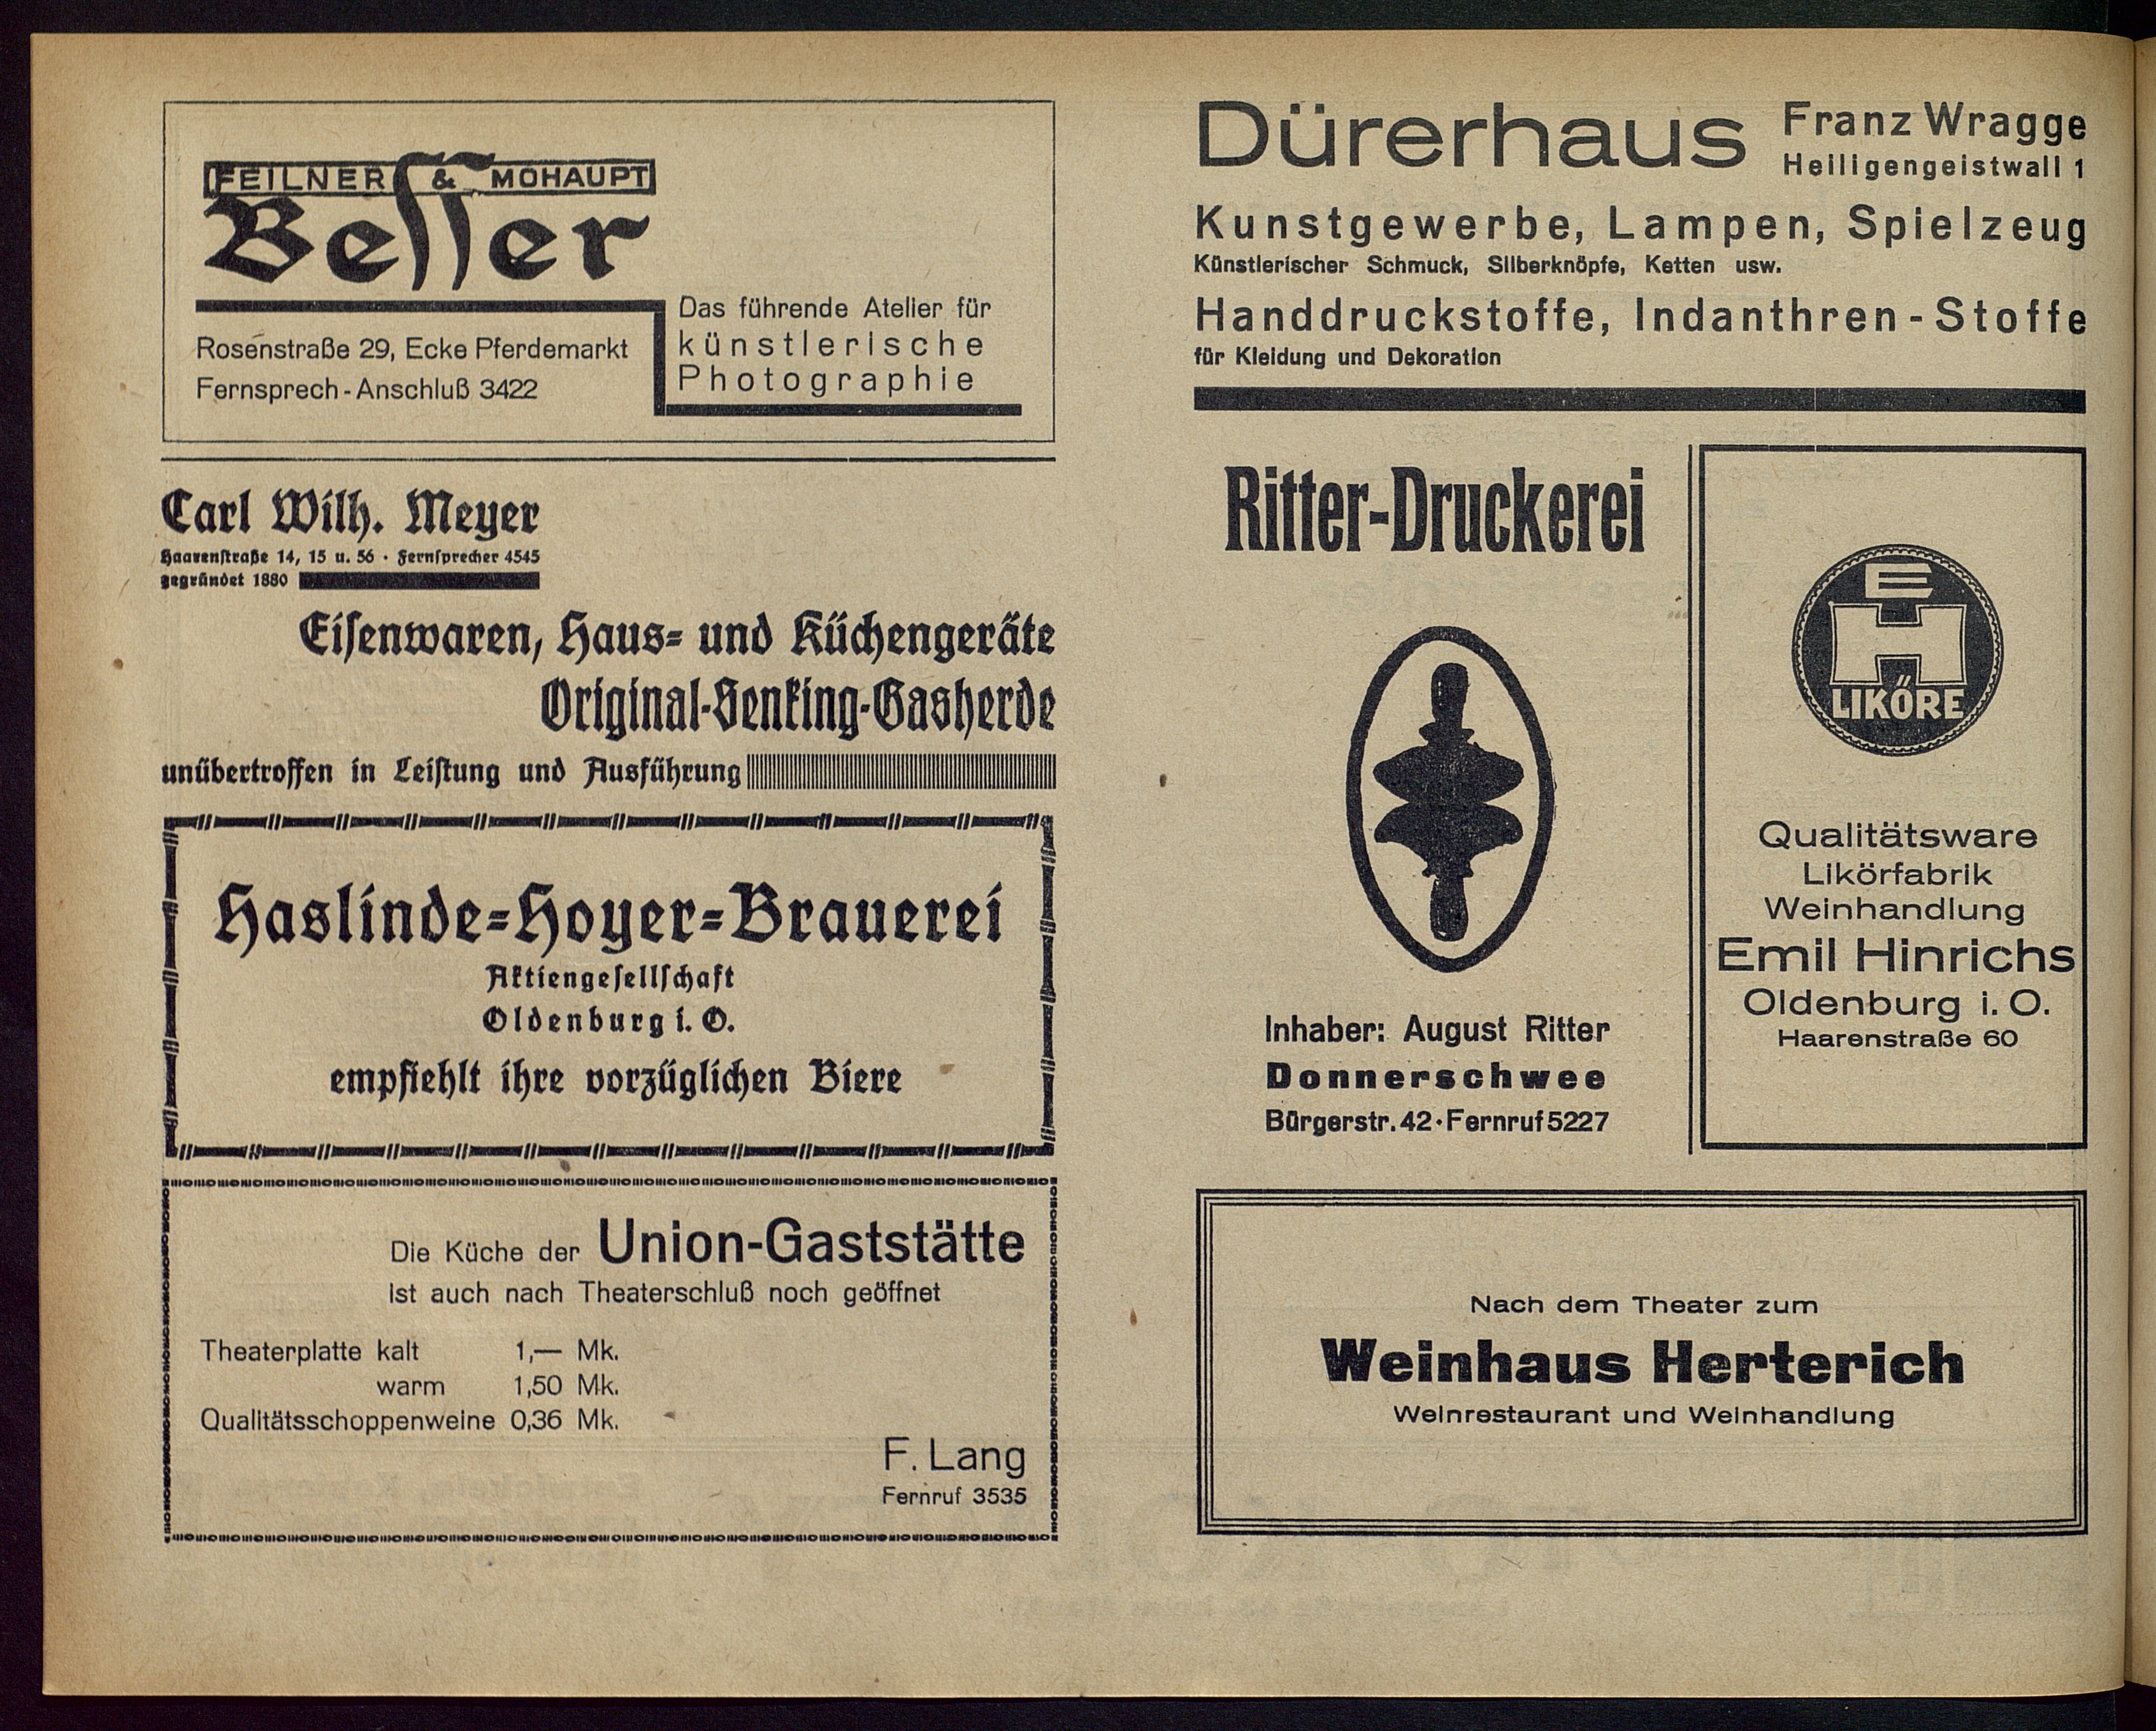 FEILNER & MOHAUPT
Besser
Rosenstraße 29, Ecke Pferdemarkt
Fernsprech-Anschluß 3422
Das führende Atelier für
künstlerische
Photographie
Carl Wilh. Meyer
Haarenstraße 14, 15 u. 56 · Fernsprecher 4545
gegründet 1880
Eisenwaren, Haus- und Küchengeräte
Original-Senking-Gasherde
unübertroffen in Leistung und Ausführung
Haslinde-Hoyer-Brauerei
Aktiengesellschaft
Oldenburg i. O.
empfiehlt ihre vorzüglichen Biere
Die Küche der Union-Gaststätte
ist auch nach Theaterschluß noch geöffnet
Theaterplatte kalt 1,— Mk.
warm 1,50 Mk.
Qualitätsschoppenweine 0,36 Mk.
F. Lang
Fernruf 3535
Dürerhaus Franz Wragge
Heiligengeistwall 1
Kunstgewerbe, Lampen, Spielzeug
Künstlerischer Schmuck, Silberknöpfe, Ketten usw.
Handdruckstoffe, Indanthren-Stoffe
für Kleidung und Dekoration
Ritter-Druckerei
Inhaber: August Ritter
Donnerschwee
Bürgerstr. 42 · Fernruf 5227
E
H
LIKÖRE
Qualitätsware
Likörfabrik
Weinhandlung
Emil Hinrichs
Oldenburg i. O.
Haarenstraße 60
Nach dem Theater zum
Weinhaus Herterich
Weinrestaurant und Weinhandlung